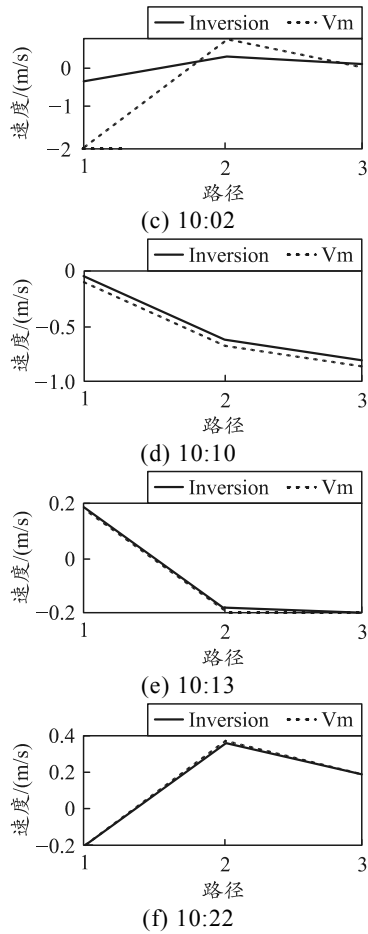 Inversion Vm
0
−1
−2
速度/(m/s)
1 2 3
路径
(c) 10:02
Inversion Vm
0
−0.5
−1.0
速度/(m/s)
1 2 3
路径
(d) 10:10
Inversion Vm
0.2
0
−0.2
速度/(m/s)
1 2 3
路径
(e) 10:13
Inversion Vm
0.4
0.2
0
−0.2
速度/(m/s)
1 2 3
路径
(f) 10:22